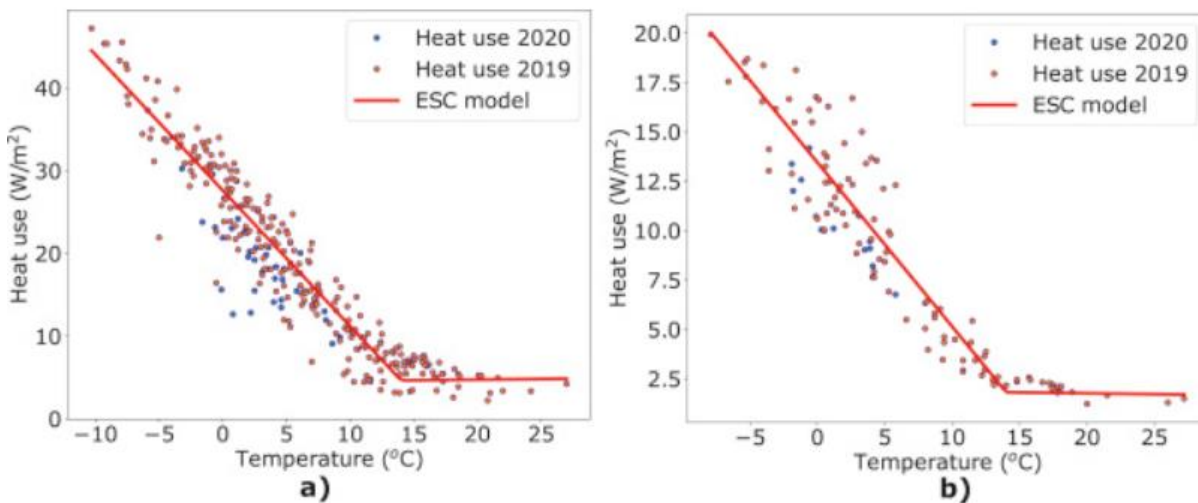 Heat use (W/m²)
40
30
20
10
0
Heat use 2020
Heat use 2019
ESC model
−10 −5 0 5 10 15 20 25
Temperature (°C)
a)
Heat use (W/m²)
20.0
17.5
15.0
12.5
10.0
7.5
5.0
2.5
Heat use 2020
Heat use 2019
ESC model
−5 0 5 10 15 20 25
Temperature (°C)
b)